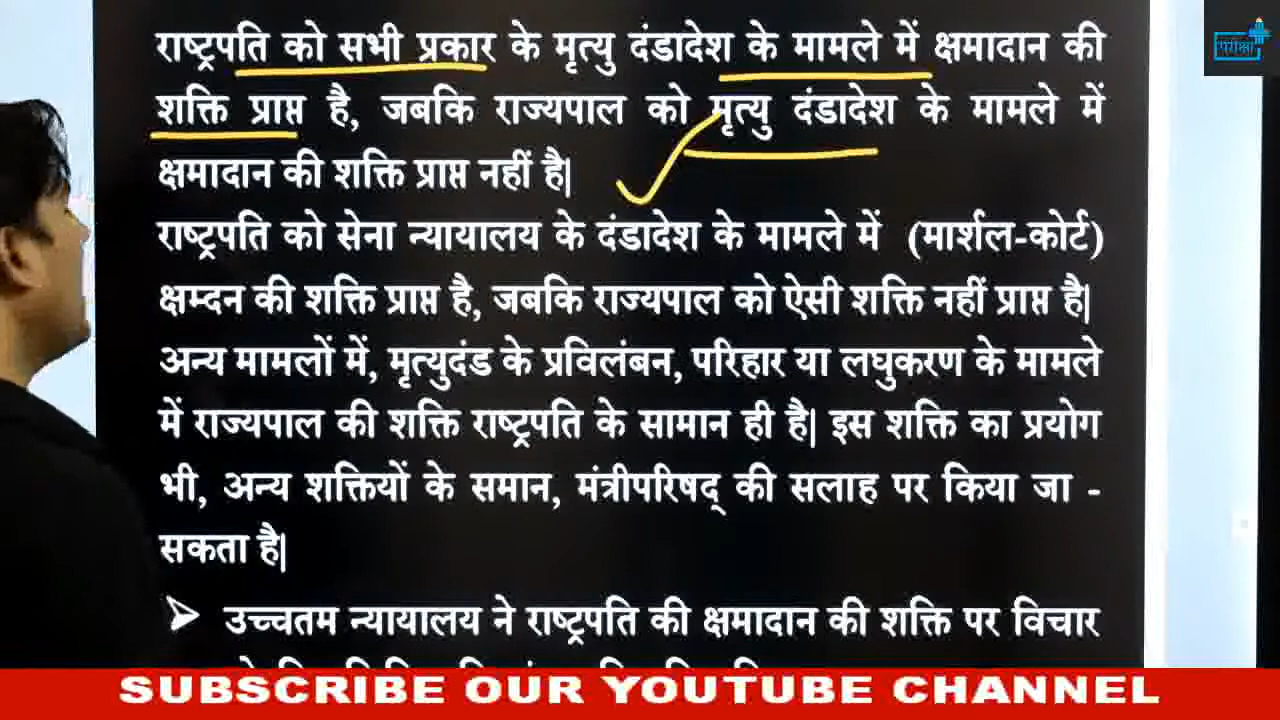 परीक्षा
राष्ट्रपति को सभी प्रकार के मृत्यु दंडादेश के मामले में क्षमादान की
शक्ति प्राप्त है, जबकि राज्यपाल को मृत्यु दंडादेश के मामले में
क्षमादान की शक्ति प्राप्त नहीं है|
राष्ट्रपति को सेना न्यायालय के दंडादेश के मामले में (मार्शल-कोर्ट)
क्षम्दन की शक्ति प्राप्त है, जबकि राज्यपाल को ऐसी शक्ति नहीं प्राप्त है|
अन्य मामलों में, मृत्युदंड के प्रविलंबन, परिहार या लघुकरण के मामले
में राज्यपाल की शक्ति राष्ट्रपति के सामान ही है| इस शक्ति का प्रयोग
भी, अन्य शक्तियों के समान, मंत्रीपरिषद् की सलाह पर किया जा -
सकता है|
➢ उच्चतम न्यायालय ने राष्ट्रपति की क्षमादान की शक्ति पर विचार
SUBSCRIBE OUR YOUTUBE CHANNEL